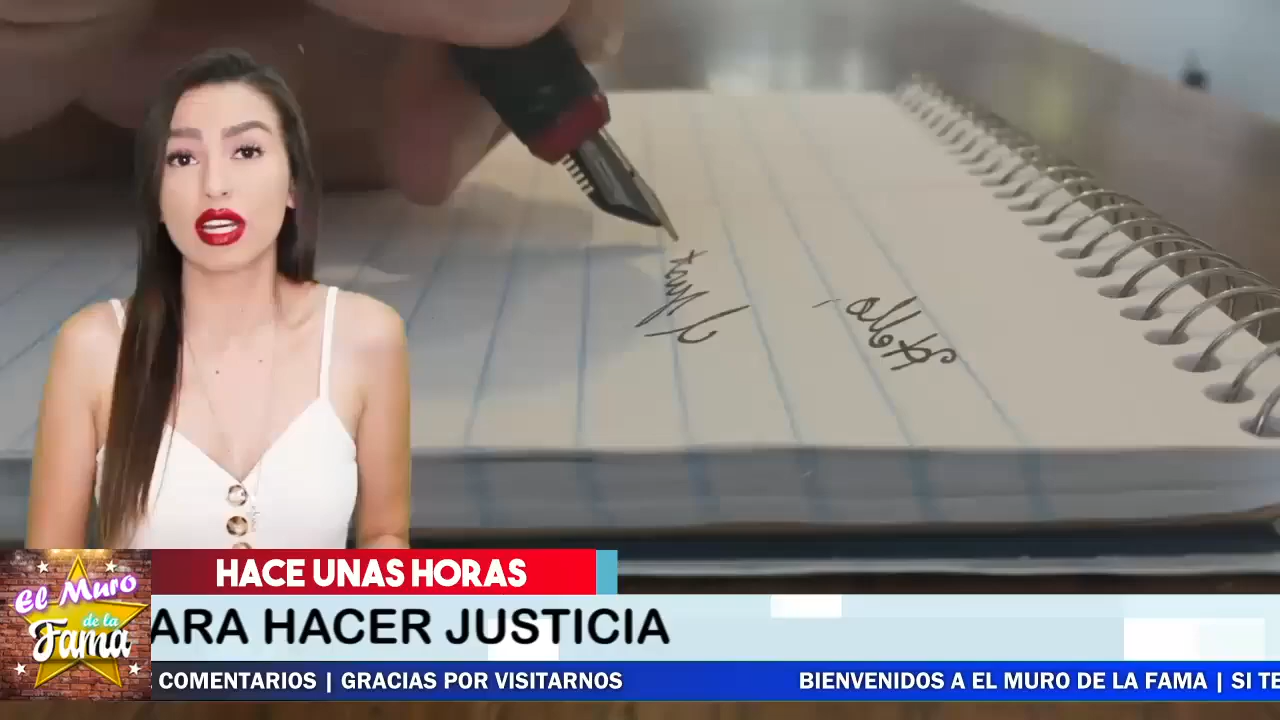 HACE UNAS HORAS
ARA HACER JUSTICIA
El Muro
de la
Fama
COMENTARIOS | GRACIAS POR VISITARNOS
BIENVENIDOS A EL MURO DE LA FAMA | SI TE